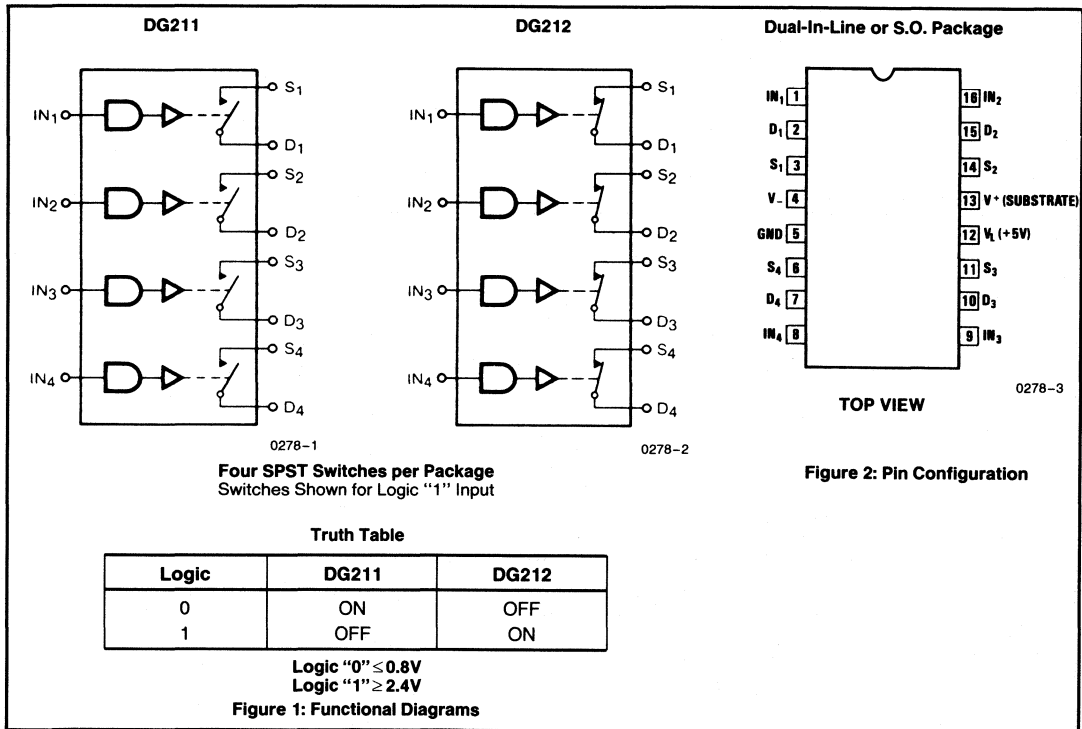 DG211
IN1
S1
D1
IN2
S2
D2
IN3
S3
D3
IN4
S4
D4
0278-1
DG212
IN1
S1
D1
IN2
S2
D2
IN3
S3
D3
IN4
S4
D4
0278-2
Four SPST Switches per Package
Switches Shown for Logic "1" Input
Dual-In-Line or S.O. Package
IN1 1
D1 2
S1 3
V- 4
GND 5
S4 6
D4 7
IN4 8
16 IN2
15 D2
14 S2
13 V+ (SUBSTRATE)
12 VL (+5V)
11 S3
10 D3
9 IN3
0278-3
TOP VIEW
Figure 2: Pin Configuration
Truth Table
Logic DG211 DG212
0 ON OFF
1 OFF ON
Logic "0" ≤ 0.8V
Logic "1" ≥ 2.4V
Figure 1: Functional Diagrams